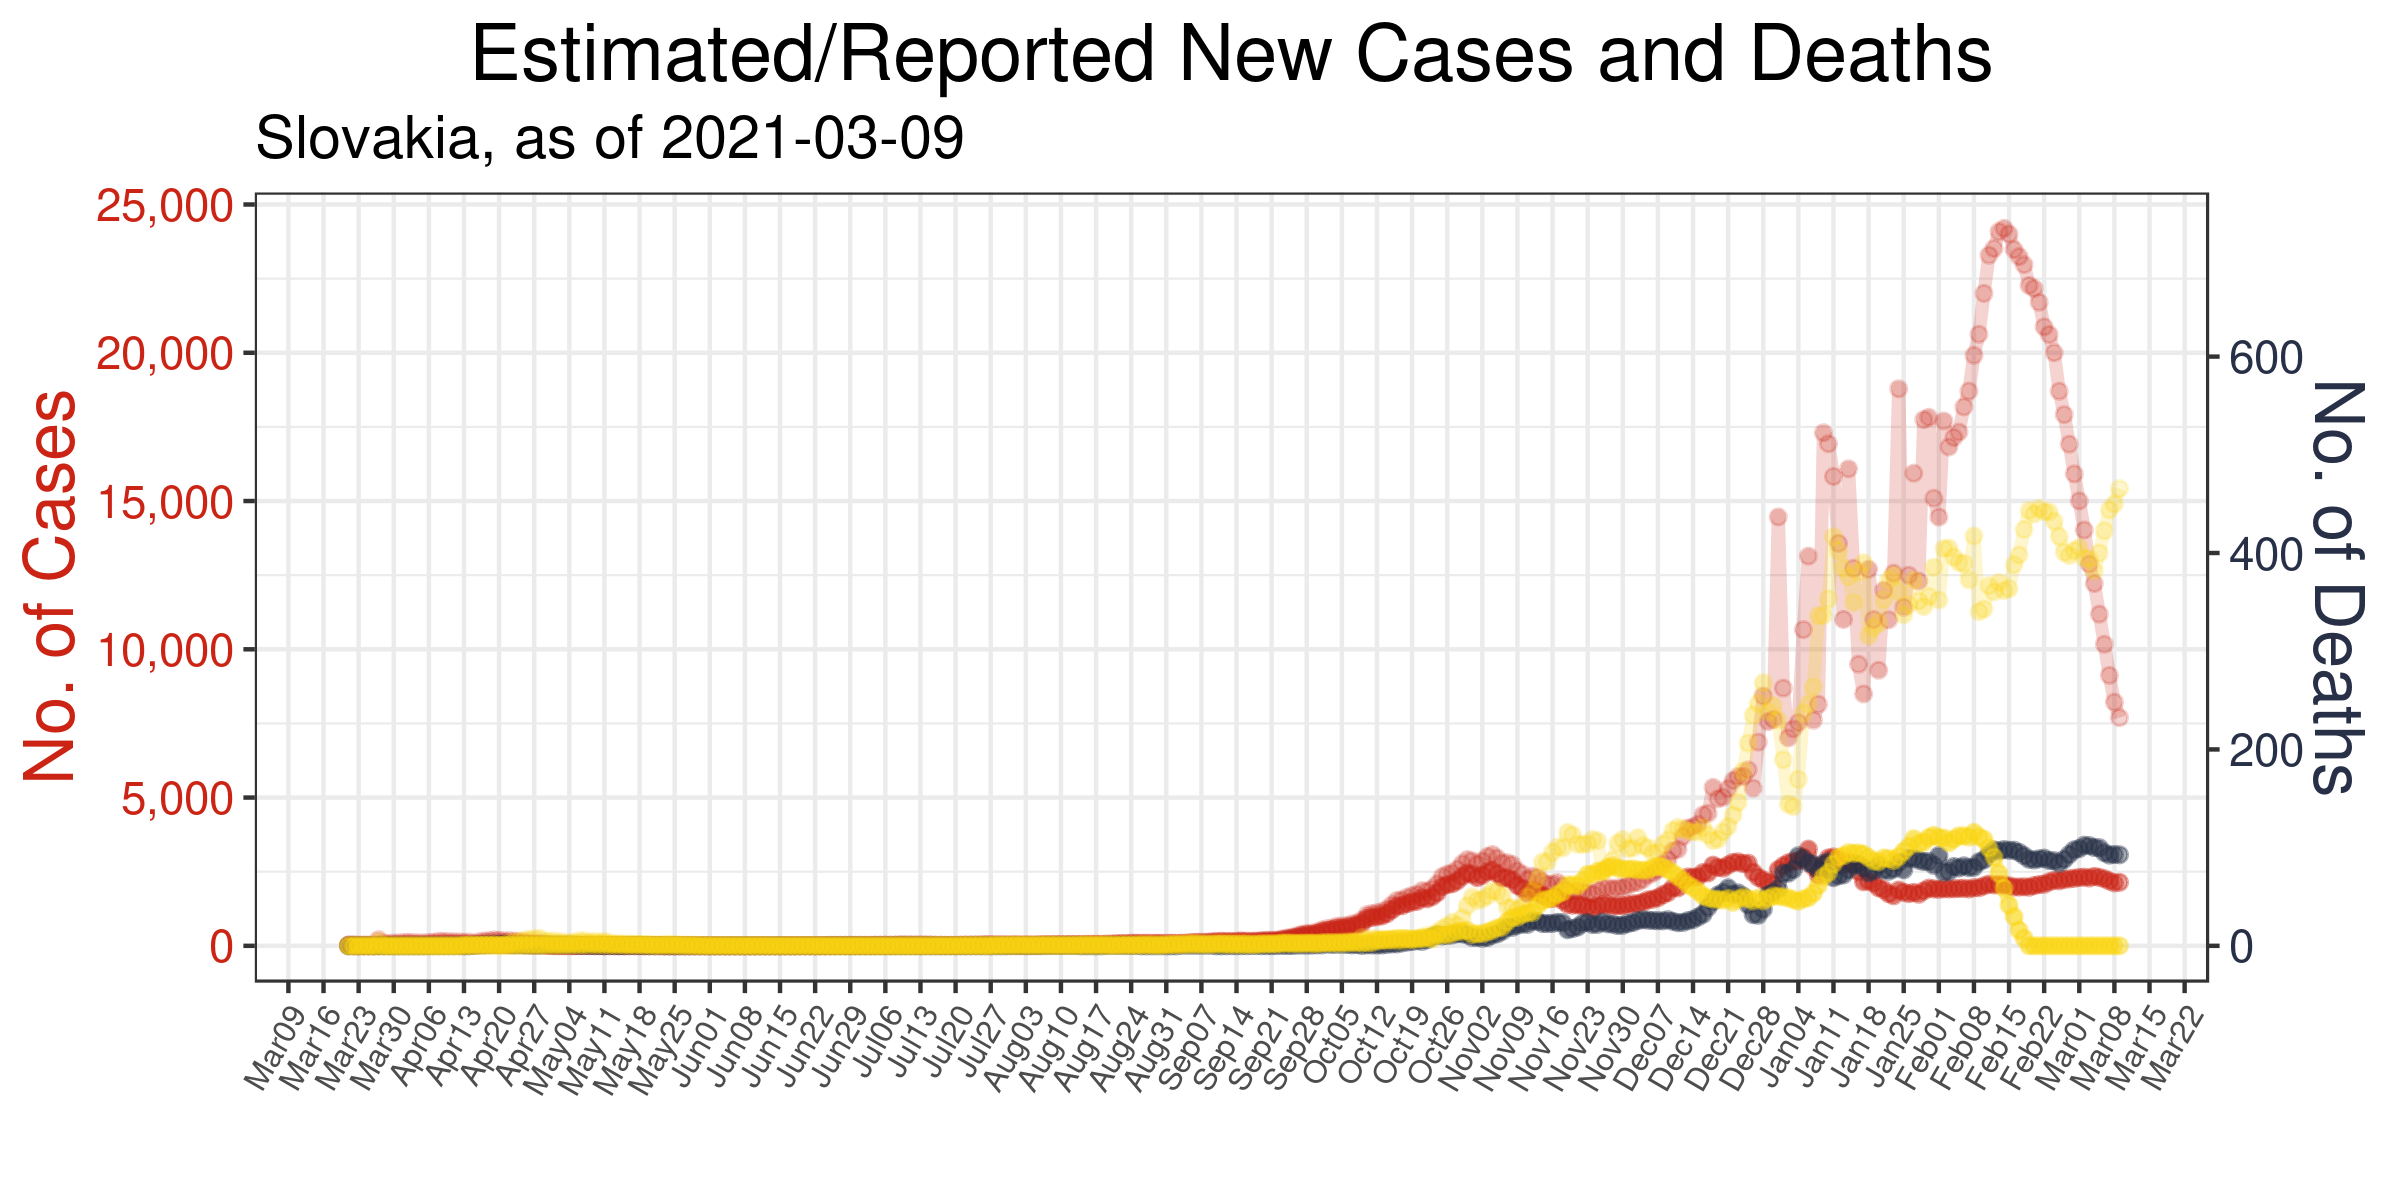 Estimated/Reported New Cases and Deaths
Slovakia, as of 2021-03-09
No. of Cases
25,000
20,000
15,000
10,000
5,000
0
600
400
200
0
No. of Deaths
Mar09
Mar16
Mar23
Mar30
Apr06
Apr13
Apr20
Apr27
May04
May11
May18
May25
Jun01
Jun08
Jun15
Jun22
Jun29
Jul06
Jul13
Jul20
Jul27
Aug03
Aug10
Aug17
Aug24
Aug31
Sep07
Sep14
Sep21
Sep28
Oct05
Oct12
Oct19
Oct26
Nov02
Nov09
Nov16
Nov23
Nov30
Dec07
Dec14
Dec21
Dec28
Jan04
Jan11
Jan18
Jan25
Feb01
Feb08
Feb15
Feb22
Mar01
Mar08
Mar15
Mar22